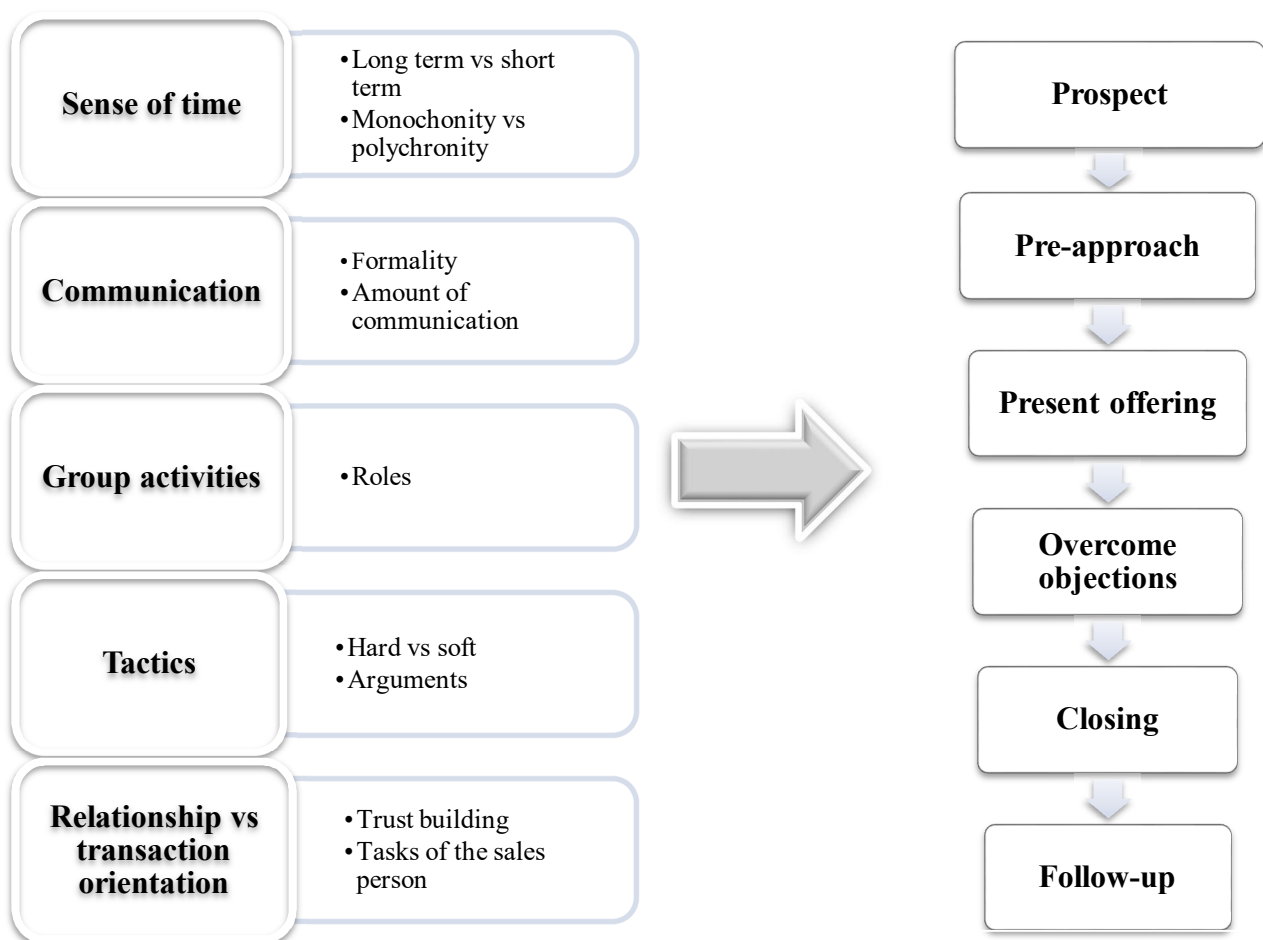 Sense of time
•Long term vs short
term
•Monochonity vs
polychronity
Communication
•Formality
•Amount of
communication
Group activities
•Roles
Tactics
•Hard vs soft
•Arguments
Relationship vs
transaction
orientation
•Trust building
•Tasks of the sales
person
Prospect
Pre-approach
Present offering
Overcome
objections
Closing
Follow-up